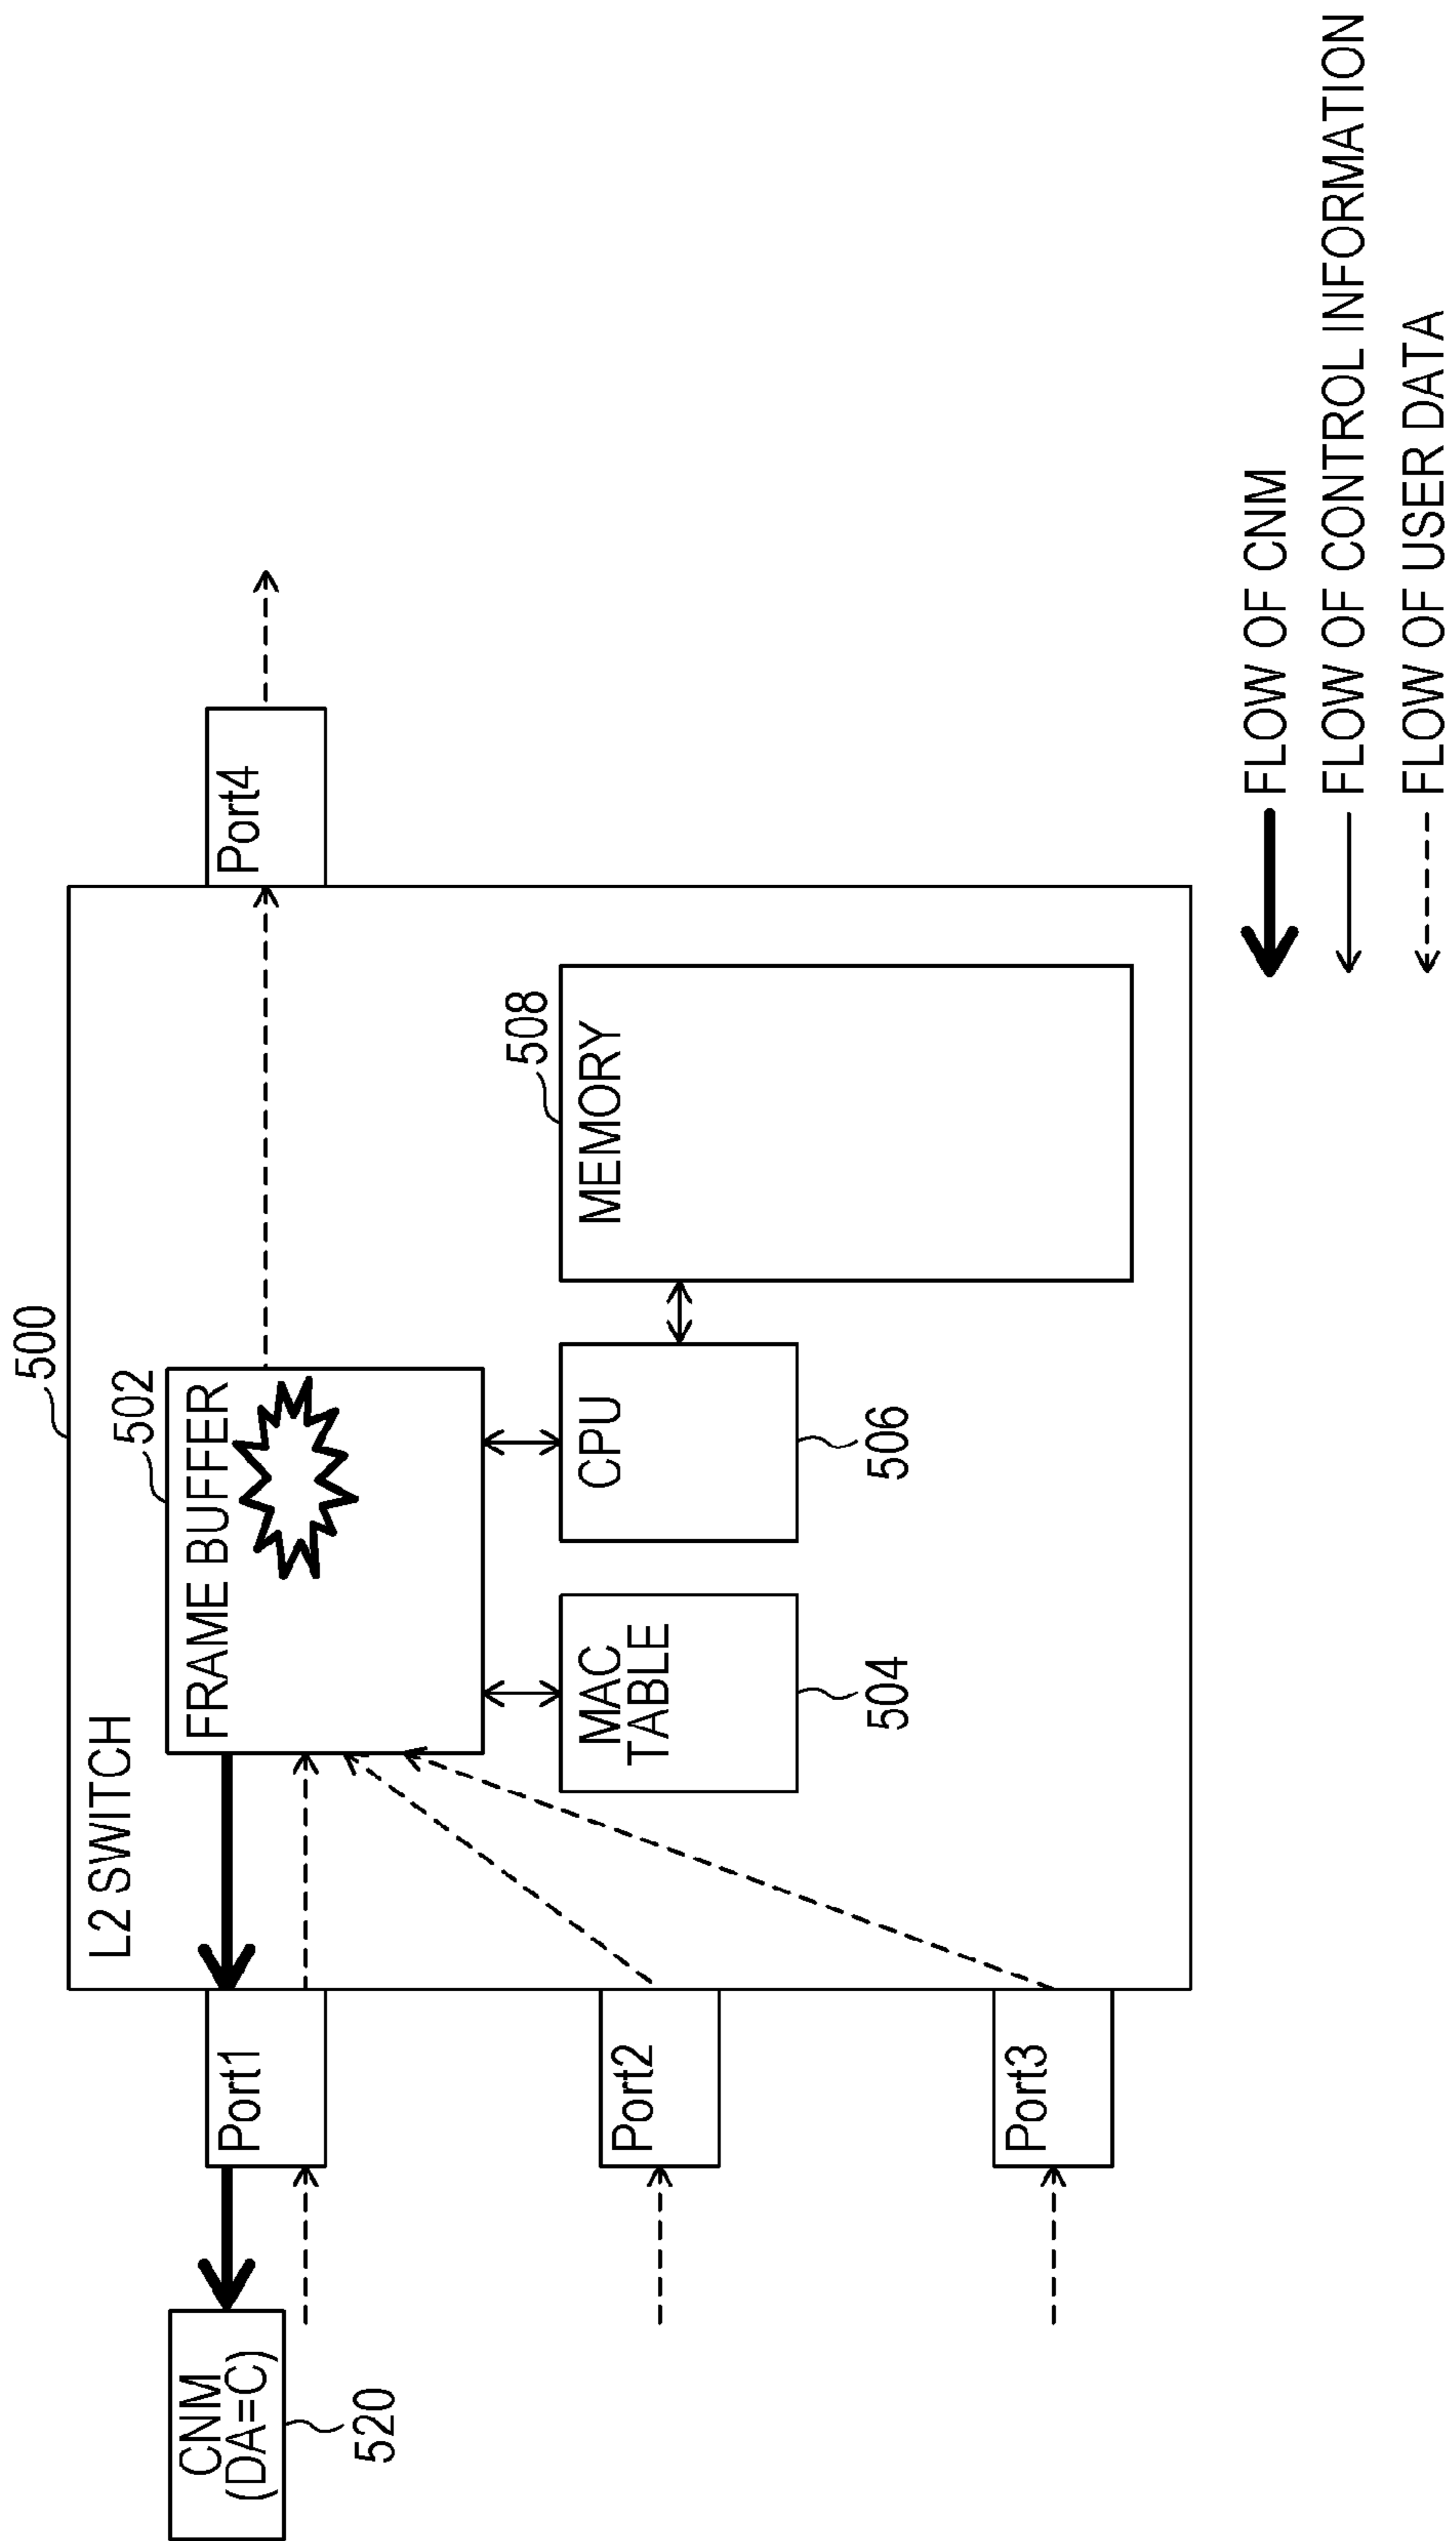 500
L2 SWITCH
502
FRAME BUFFER
CNM
(DA=C)
520
Port1
Port4
MAC
TABLE
504
CPU
506
508
MEMORY
Port2
Port3
FLOW OF CNM
FLOW OF CONTROL INFORMATION
FLOW OF USER DATA